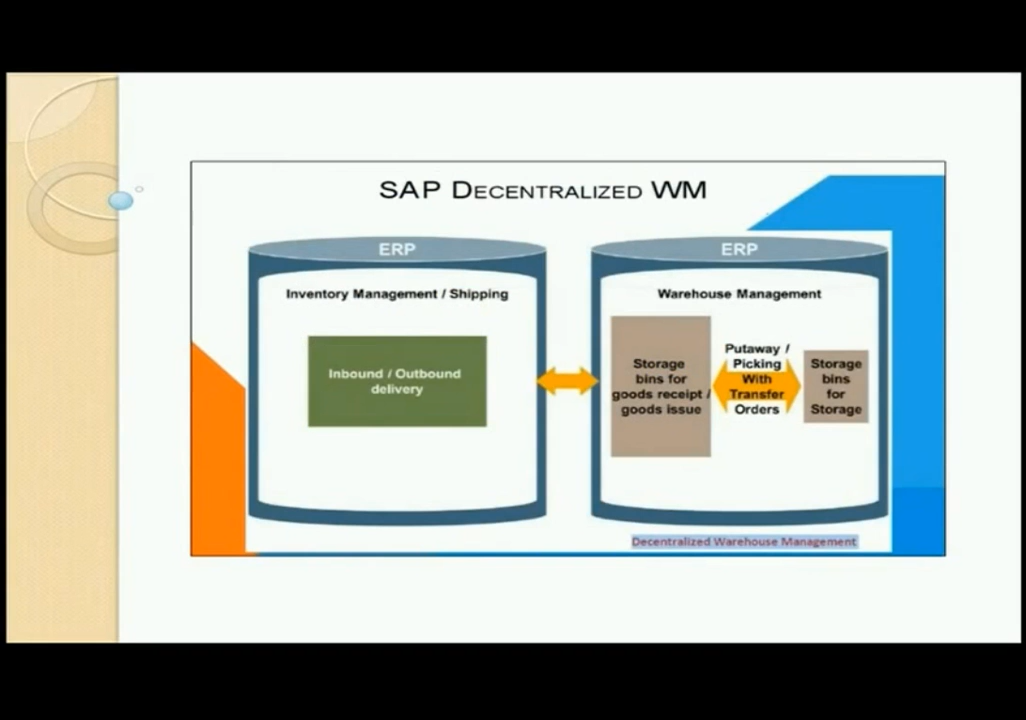 SAP DECENTRALIZED WM
ERP
Inventory Management / Shipping
Inbound / Outbound
delivery
ERP
Warehouse Management
Storage
bins for
goods receipt /
goods issue
Putaway /
Picking
With
Transfer
Orders
Storage
bins
for
Storage
Decentralized Warehouse Management